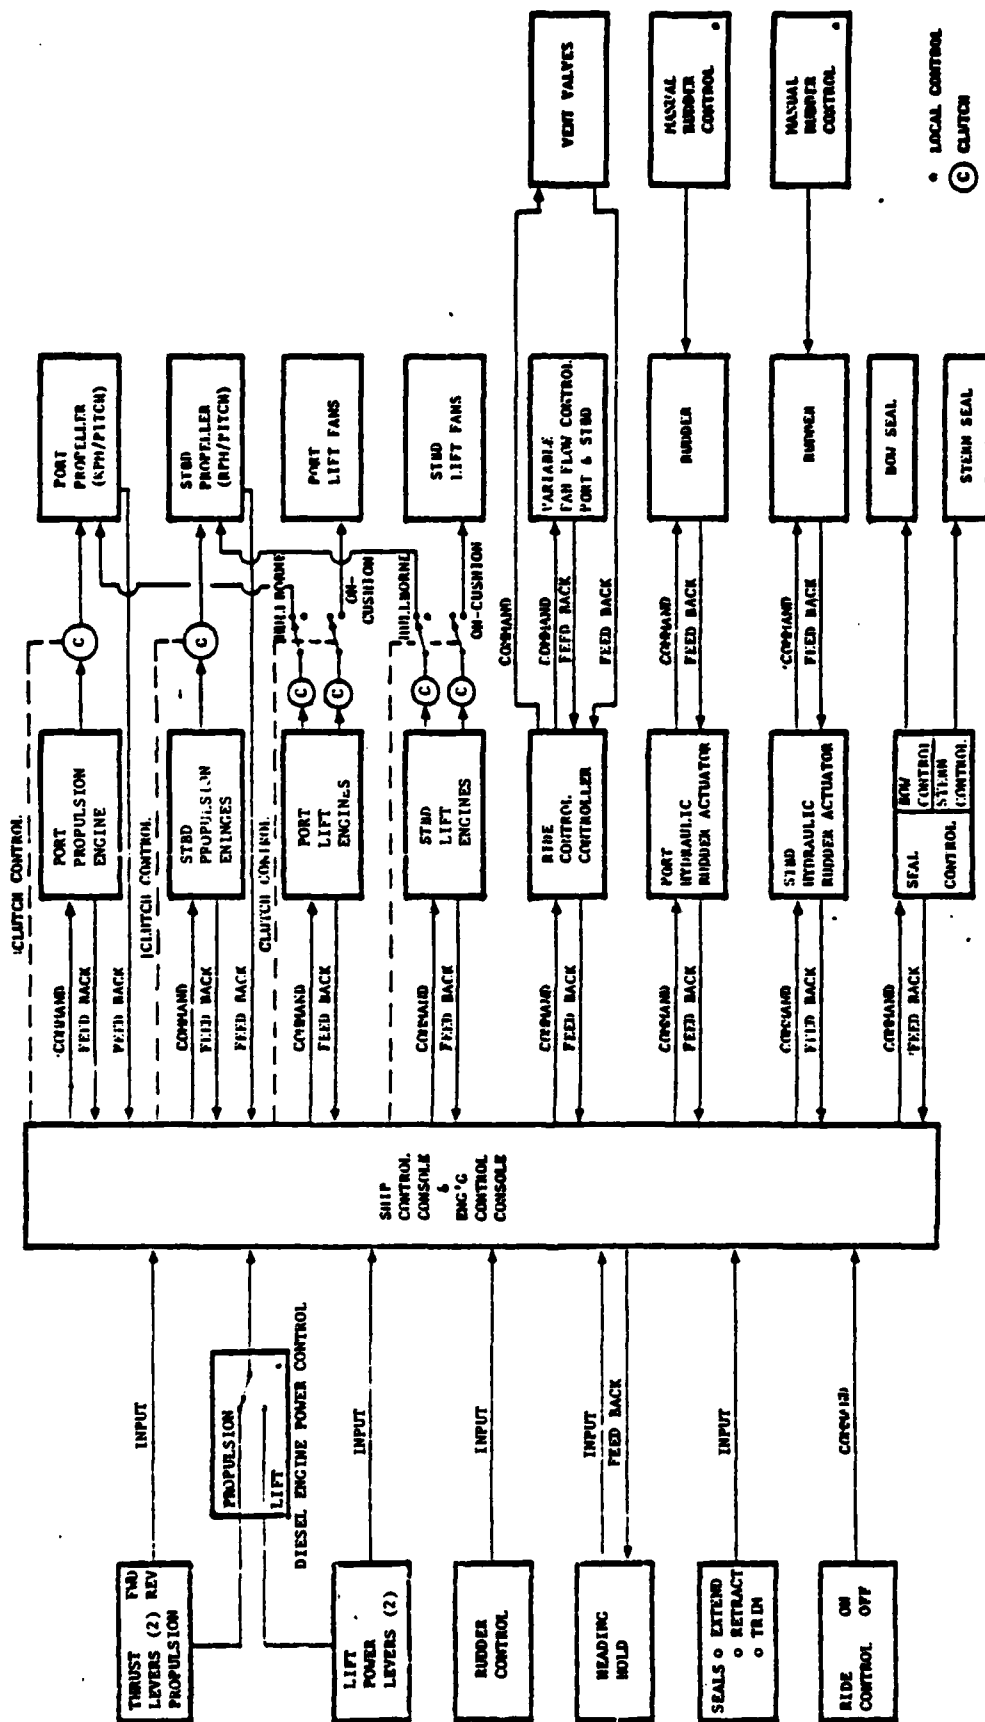 THRUST FWD
LEVERS (2) REV
PROPULSION
LIFT
POWER
LEVERS (2)
RUDDER
CONTROL
HEADING
HOLD
SEALS o EXTEND
o RETRACT
o TRIM
RIDE ON
CONTROL OFF
PROPULSION
LIFT
DIESEL ENGINE POWER CONTROL
INPUT
INPUT
INPUT
INPUT
FEED BACK
INPUT
COMMAND
SHIP
CONTROL
CONSOLE
&
ENG'G
CONTROL
CONSOLE
CLUTCH CONTROL
COMMAND
FEED BACK
FEED BACK
CLUTCH CONTROL
COMMAND
FEED BACK
FEED BACK
CLUTCH CONTROL
COMMAND
FEED BACK
COMMAND
FEED BACK
COMMAND
FEED BACK
COMMAND
FEED BACK
COMMAND
FEED BACK
COMMAND
FEED BACK
PORT
PROPULSION
ENGINE
STBD
PROPULSION
ENINGES
PORT
LIFT
ENGINES
STBD
LIFT
ENGINES
RIDE
CONTROL
CONTROLLER
PORT
HYDRAULIC
RUDDER ACTUATOR
STBD
HYDRAULIC
RUDDER ACTUATOR
SEAL
CONTROL
BOW
CONTROL
STERN
CONTROL
C
C
C
C
C
C
HULLBORNE
ON-
CUSHION
HULLBORNE
ON-CUSHION
COMMAND
COMMAND
FEED BACK
FEED BACK
COMMAND
FEED BACK
COMMAND
FEED BACK
PORT
PROPELLER
(RPM/PITCH)
STBD
PROPELLER
(RPM/PITCH)
PORT
LIFT FANS
STBD
LIFT FANS
VARIABLE
FAN FLOW CONTROL
PORT & STBD
RUDDER
RUDDER
BOW SEAL
STERN SEAL
VENT VALVES
MANUAL
RUDDER
CONTROL *
MANUAL
RUDDER
CONTROL *
* LOCAL CONTROL
C CLUTCH